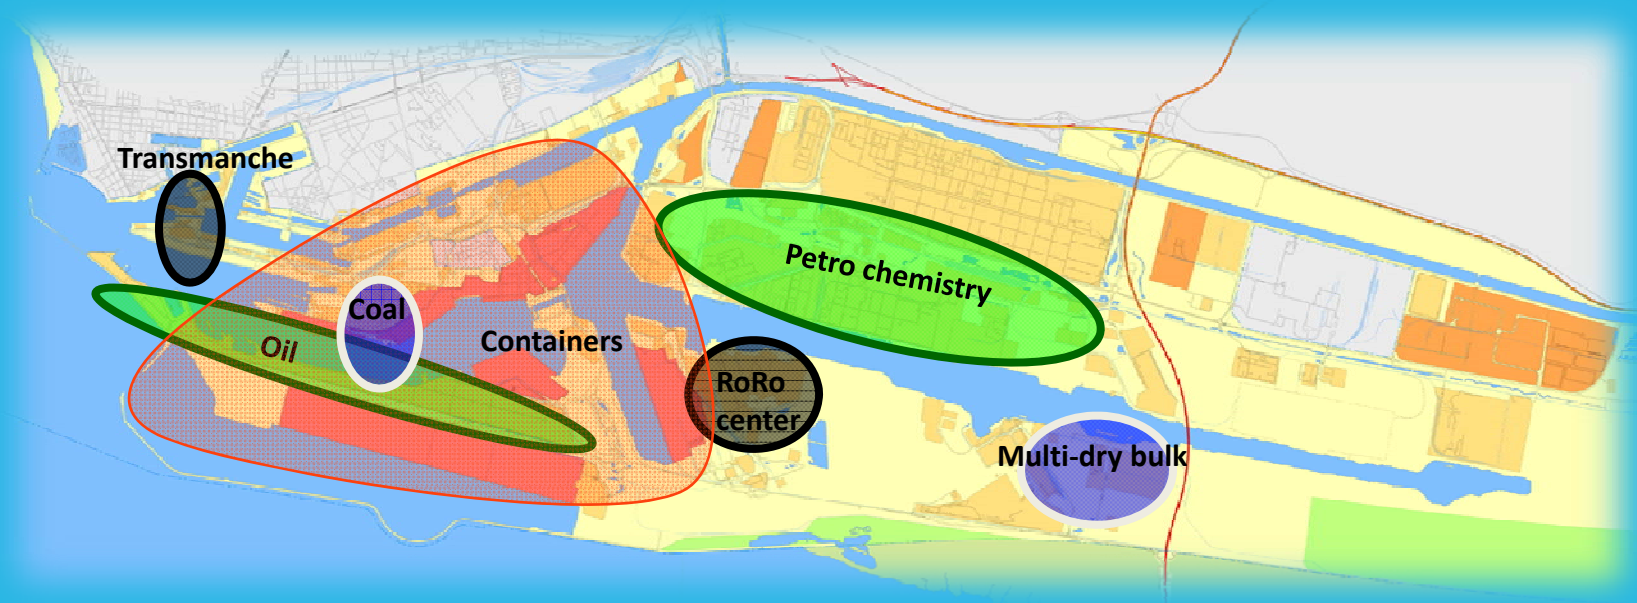 Transmanche
Petro chemistry
Coal
Oil
Containers
RoRo
center
Multi-dry bulk